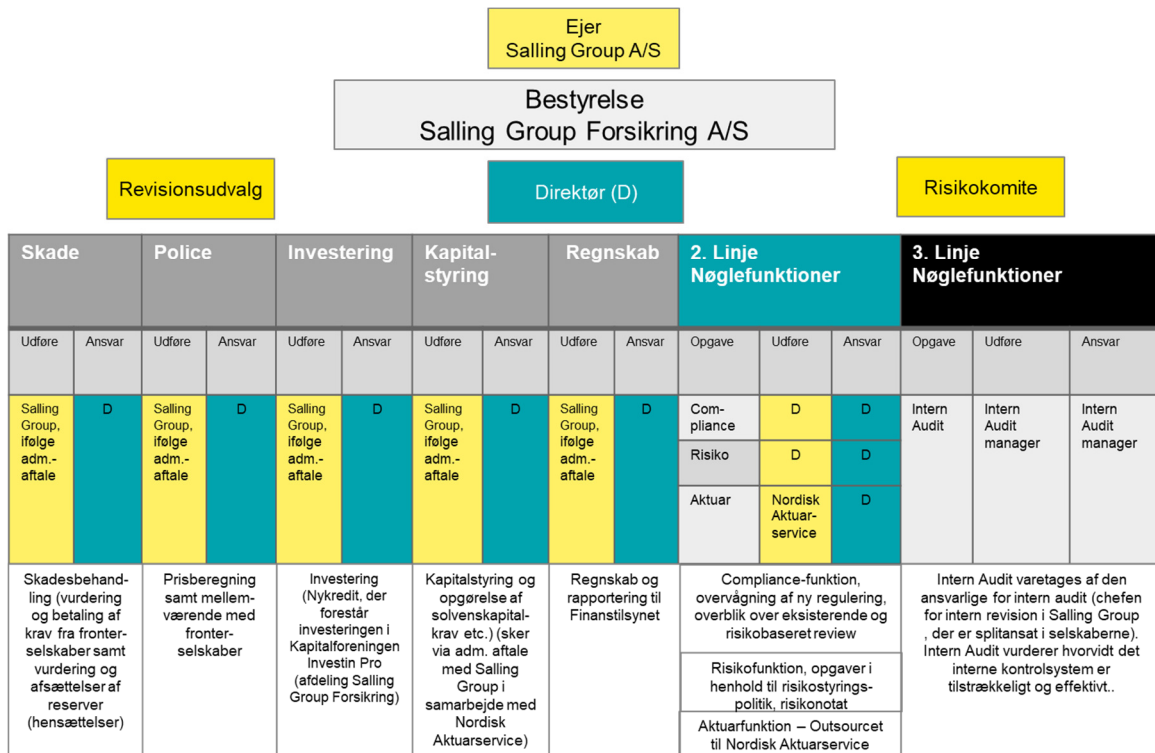 Ejer
Salling Group A/S
Bestyrelse
Salling Group Forsikring A/S
Revisionsudvalg
Direktør (D)
Risikokomite
Skade
Police
Investering
Kapital-
styring
Regnskab
2. Linje
Nøglefunktioner
3. Linje
Nøglefunktioner
Udføre
Ansvar
Udføre
Ansvar
Udføre
Ansvar
Udføre
Ansvar
Udføre
Ansvar
Opgave
Udføre
Ansvar
Opgave
Udføre
Ansvar
Salling
Group,
ifølge
adm.-
aftale
D
Salling
Group,
ifølge
adm.-
aftale
D
Salling
Group,
ifølge
adm.-
aftale
D
Salling
Group,
ifølge
adm.-
aftale
D
Salling
Group,
ifølge
adm.-
aftale
D
Com-
pliance
D
D
Risiko
D
D
Aktuar
Nordisk
Aktuar-
service
D
Intern
Audit
Intern
Audit
manager
Intern
Audit
manager
Skadesbehand-
ling (vurdering
og betaling af
krav fra fronter-
selskaber samt
vurdering og
afsættelser af
reserver
(hensættelser)
Prisberegning
samt mellem-
værende med
fronter-
selskaber
Investering
(Nykredit, der
forestår
investeringen i
Kapitalforeningen
Investin Pro
(afdeling Salling
Group Forsikring)
Kapitalstyring og
opgørelse af
solvenskapital-
krav etc.) (sker
via adm. aftale
med Salling
Group i
samarbejde med
Nordisk
Aktuarservice)
Regnskab og
rapportering til
Finanstilsynet
Compliance-funktion,
overvågning af ny regulering,
overblik over eksisterende og
risikobaseret review
Risikofunktion, opgaver i
henhold til risikostyrings-
politik, risikonotat
Aktuarfunktion – Outsourcet
til Nordisk Aktuarservice
Intern Audit varetages af den
ansvarlige for intern audit (chefen
for intern revision i Salling Group
, der er splitansat i selskaberne).
Intern Audit vurderer hvorvidt det
interne kontrolsystem er
tilstrækkeligt og effektivt..